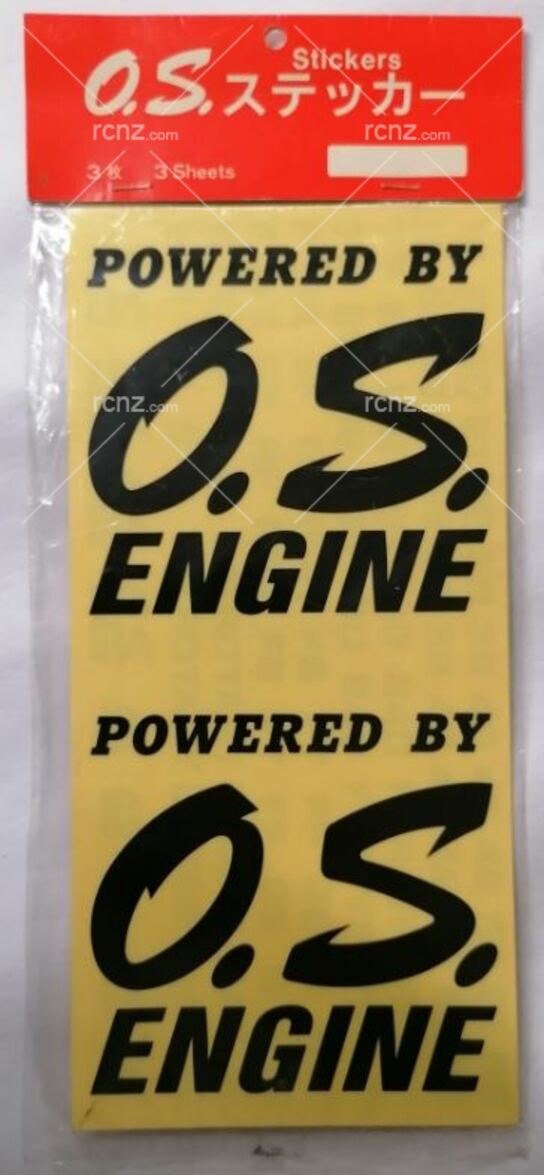 Stickers
O.S.ステッカー
rcnz.com rcnz.com
3枚 3 Sheets
POWERED BY
O.S.
rcnz.com rcnz.com
ENGINE
POWERED BY
O.S.
ENGINE